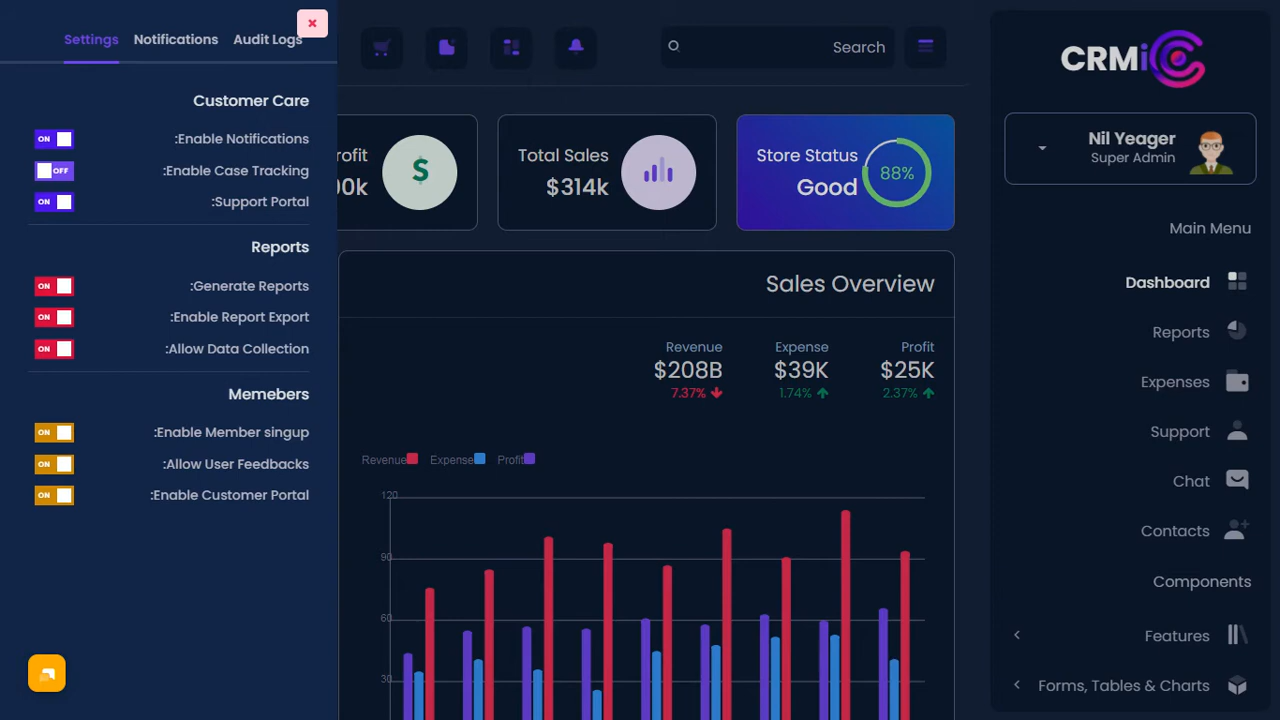 Settings
Notifications
Audit Logs
Customer Care
:Enable Notifications
ON
:Enable Case Tracking
OFF
:Support Portal
ON
Reports
:Generate Reports
ON
:Enable Report Export
ON
:Allow Data Collection
ON
Memebers
:Enable Member singup
ON
:Allow User Feedbacks
ON
:Enable Customer Portal
ON
Search
Total Sales
$314k
Store Status
Good
88%
Sales Overview
Revenue
$208B
7.37%
Expense
$39K
1.74%
Profit
$25K
2.37%
Revenue
Expense
Profit
120
90
60
30
CRMi
Nil Yeager
Super Admin
Main Menu
Dashboard
Reports
Expenses
Support
Chat
Contacts
Components
Features
Forms, Tables & Charts